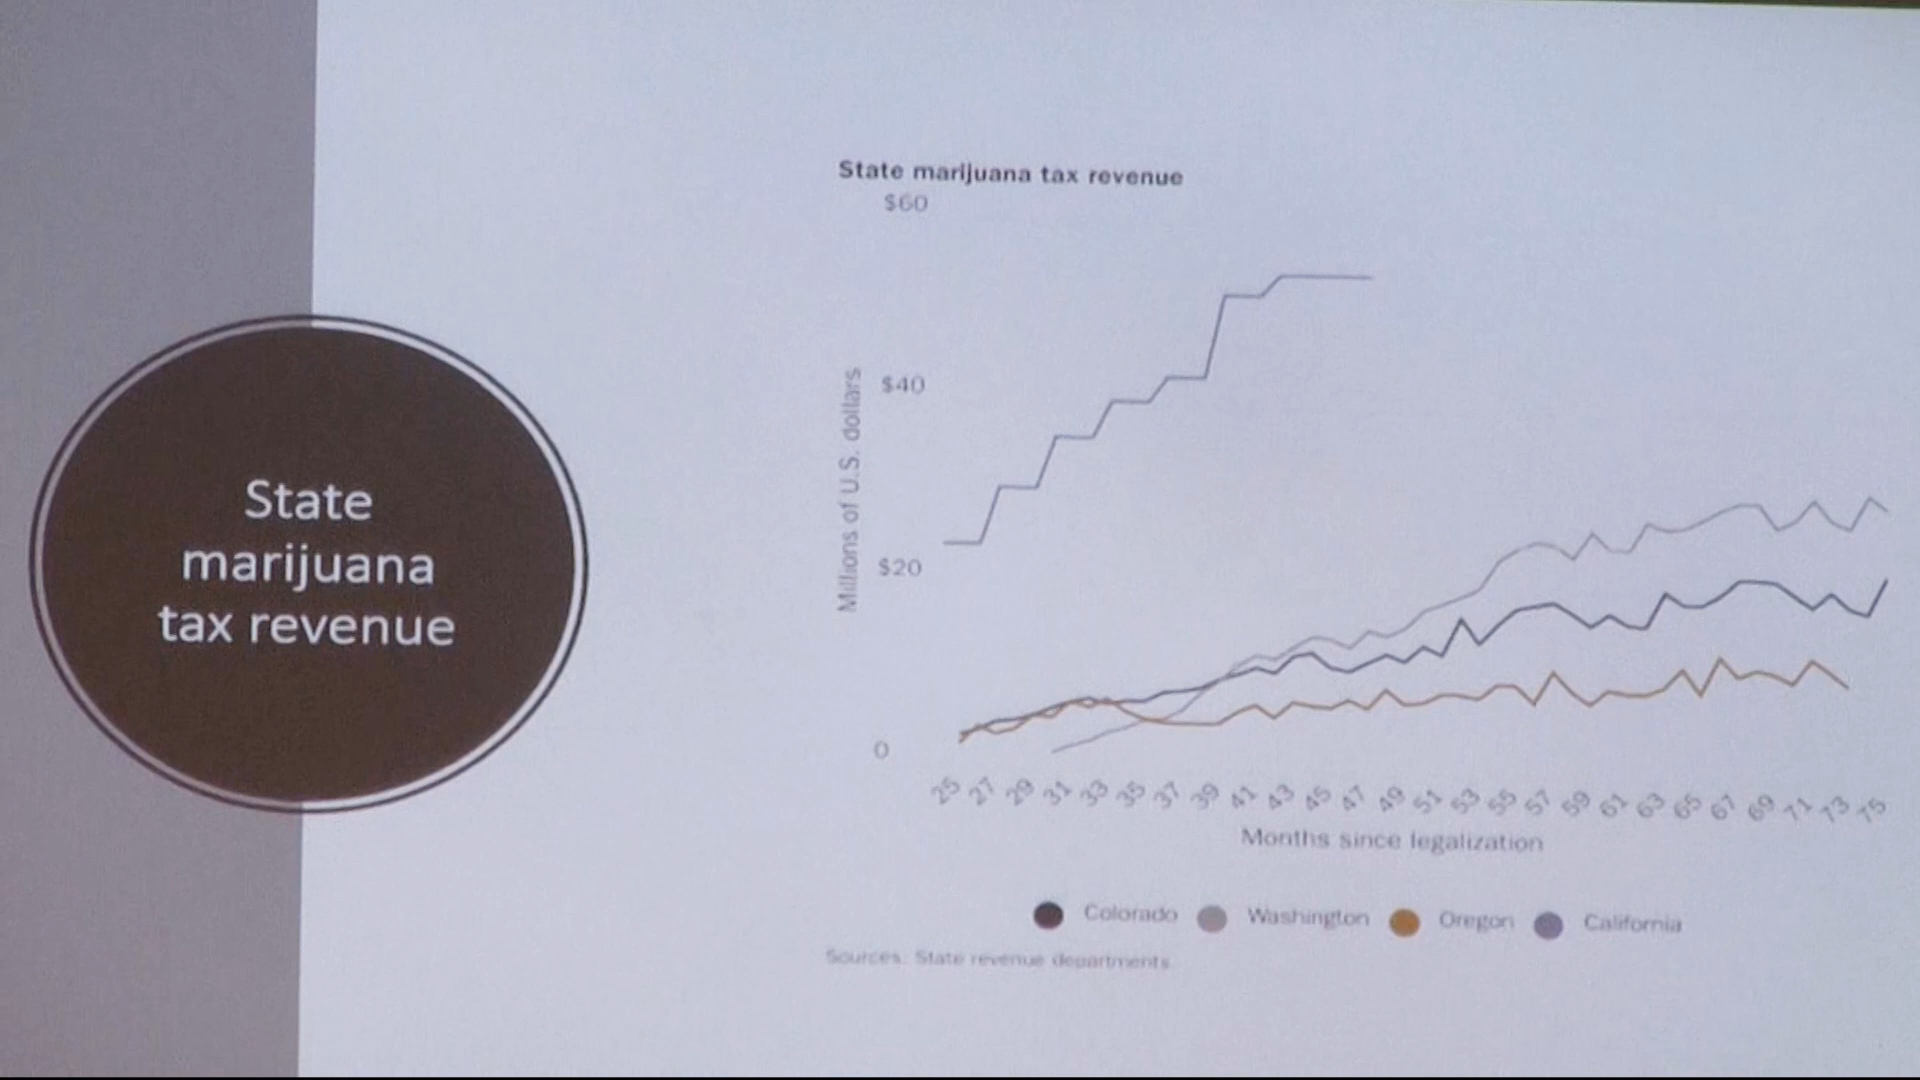 State
marijuana
tax revenue
State marijuana tax revenue
$60
$40
$20
0
Millions of U.S. dollars
25 27 29 31 33 35 37 39 41 43 45 47 49 51 53 55 57 59 61 63 65 67 69 71 73 75
Months since legalization
Colorado Washington Oregon California
Sources: State revenue departments